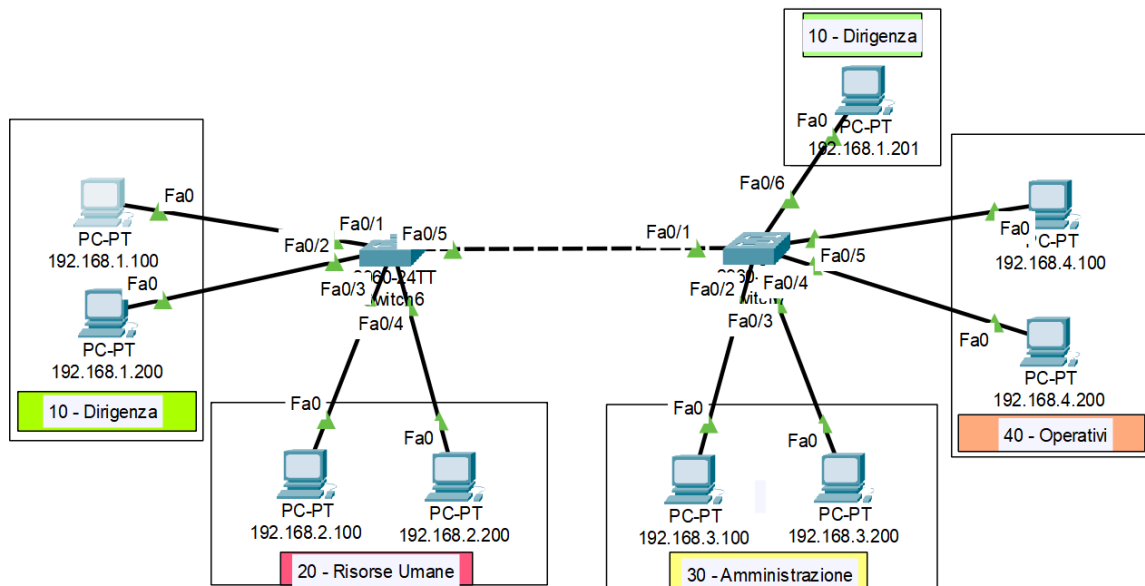 10 - Dirigenza
Fa0
PC-PT
192.168.1.201
Fa0
PC-PT
192.168.1.100
Fa0
PC-PT
192.168.1.200
10 - Dirigenza
Fa0/1
Fa0/2
Fa0/3
Fa0/4
Fa0/5
Fa0/1
Fa0/6
Fa0/2
Fa0/4
Fa0/3
Fa0/5
Fa0
192.168.4.100
Fa0
PC-PT
192.168.4.200
40 - Operativi
Fa0
PC-PT
192.168.2.100
Fa0
PC-PT
192.168.2.200
20 - Risorse Umane
Fa0
PC-PT
192.168.3.100
Fa0
PC-PT
192.168.3.200
30 - Amministrazione